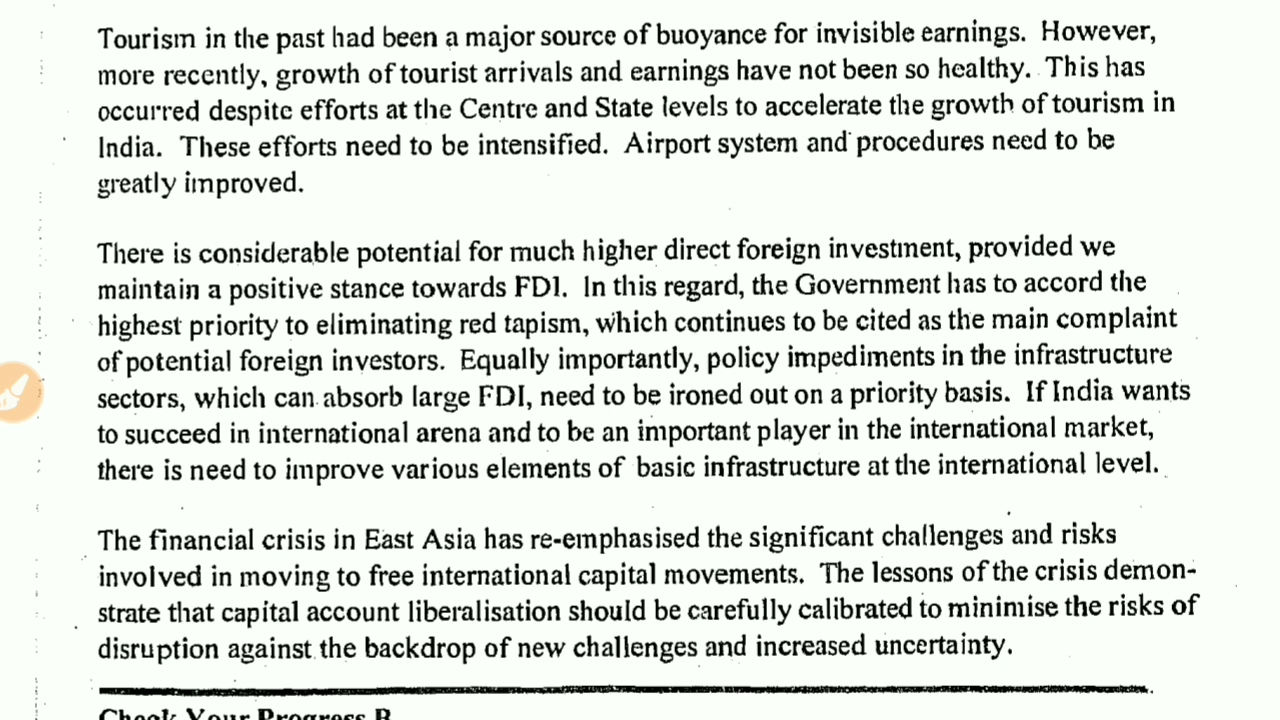 Tourism in the past had been a major source of buoyance for invisible earnings. However,
more recently, growth of tourist arrivals and earnings have not been so healthy. This has
occurred despite efforts at the Centre and State levels to accelerate the growth of tourism in
India. These efforts need to be intensified. Airport system and procedures need to be
greatly improved.
There is considerable potential for much higher direct foreign investment, provided we
maintain a positive stance towards FDI. In this regard, the Government has to accord the
highest priority to eliminating red tapism, which continues to be cited as the main complaint
of potential foreign investors. Equally importantly, policy impediments in the infrastructure
sectors, which can absorb large FDI, need to be ironed out on a priority basis. If India wants
to succeed in international arena and to be an important player in the international market,
there is need to improve various elements of basic infrastructure at the international level.
The financial crisis in East Asia has re-emphasised the significant challenges and risks
involved in moving to free international capital movements. The lessons of the crisis demon-
strate that capital account liberalisation should be carefully calibrated to minimise the risks of
disruption against the backdrop of new challenges and increased uncertainty.
Check Your Progress B